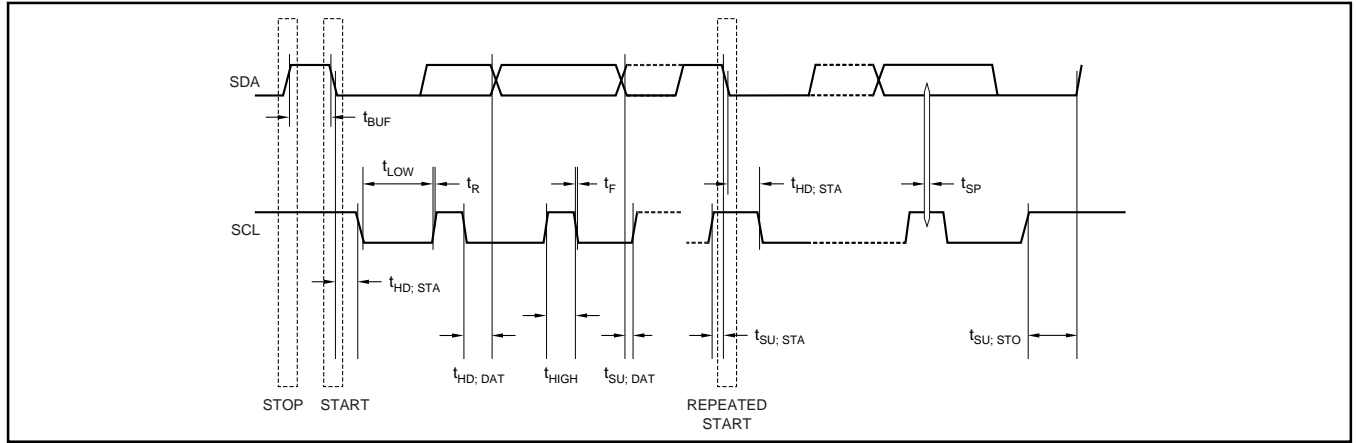 SDA
tBUF
tLOW
tR
tF
tHD; STA
tSP
SCL
tHD; STA
tSU; STA
tSU; STO
tHD; DAT
tHIGH
tSU; DAT
STOP
START
REPEATED
START